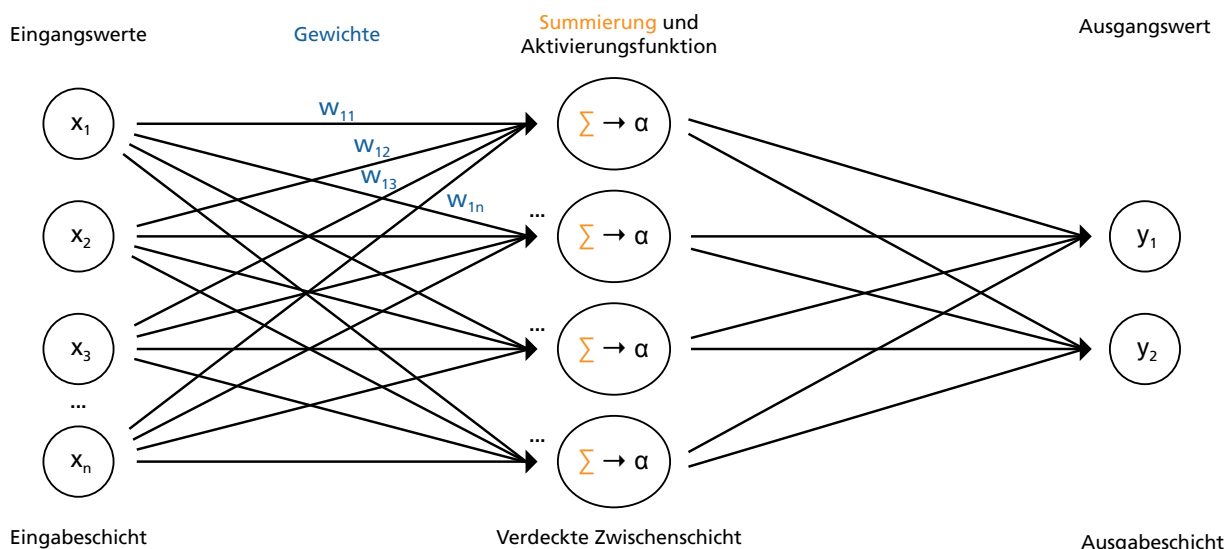 Eingangswerte
Gewichte
Summierung und
Aktivierungsfunktion
Ausgangswert
x₁
w₁₁
∑ → α
w₁₂
w₁₃
x₂
w₁ₙ
...
∑ → α
y₁
x₃
...
∑ → α
y₂
...
xₙ
...
∑ → α
Eingabeschicht
Verdeckte Zwischenschicht
Ausgabeschicht